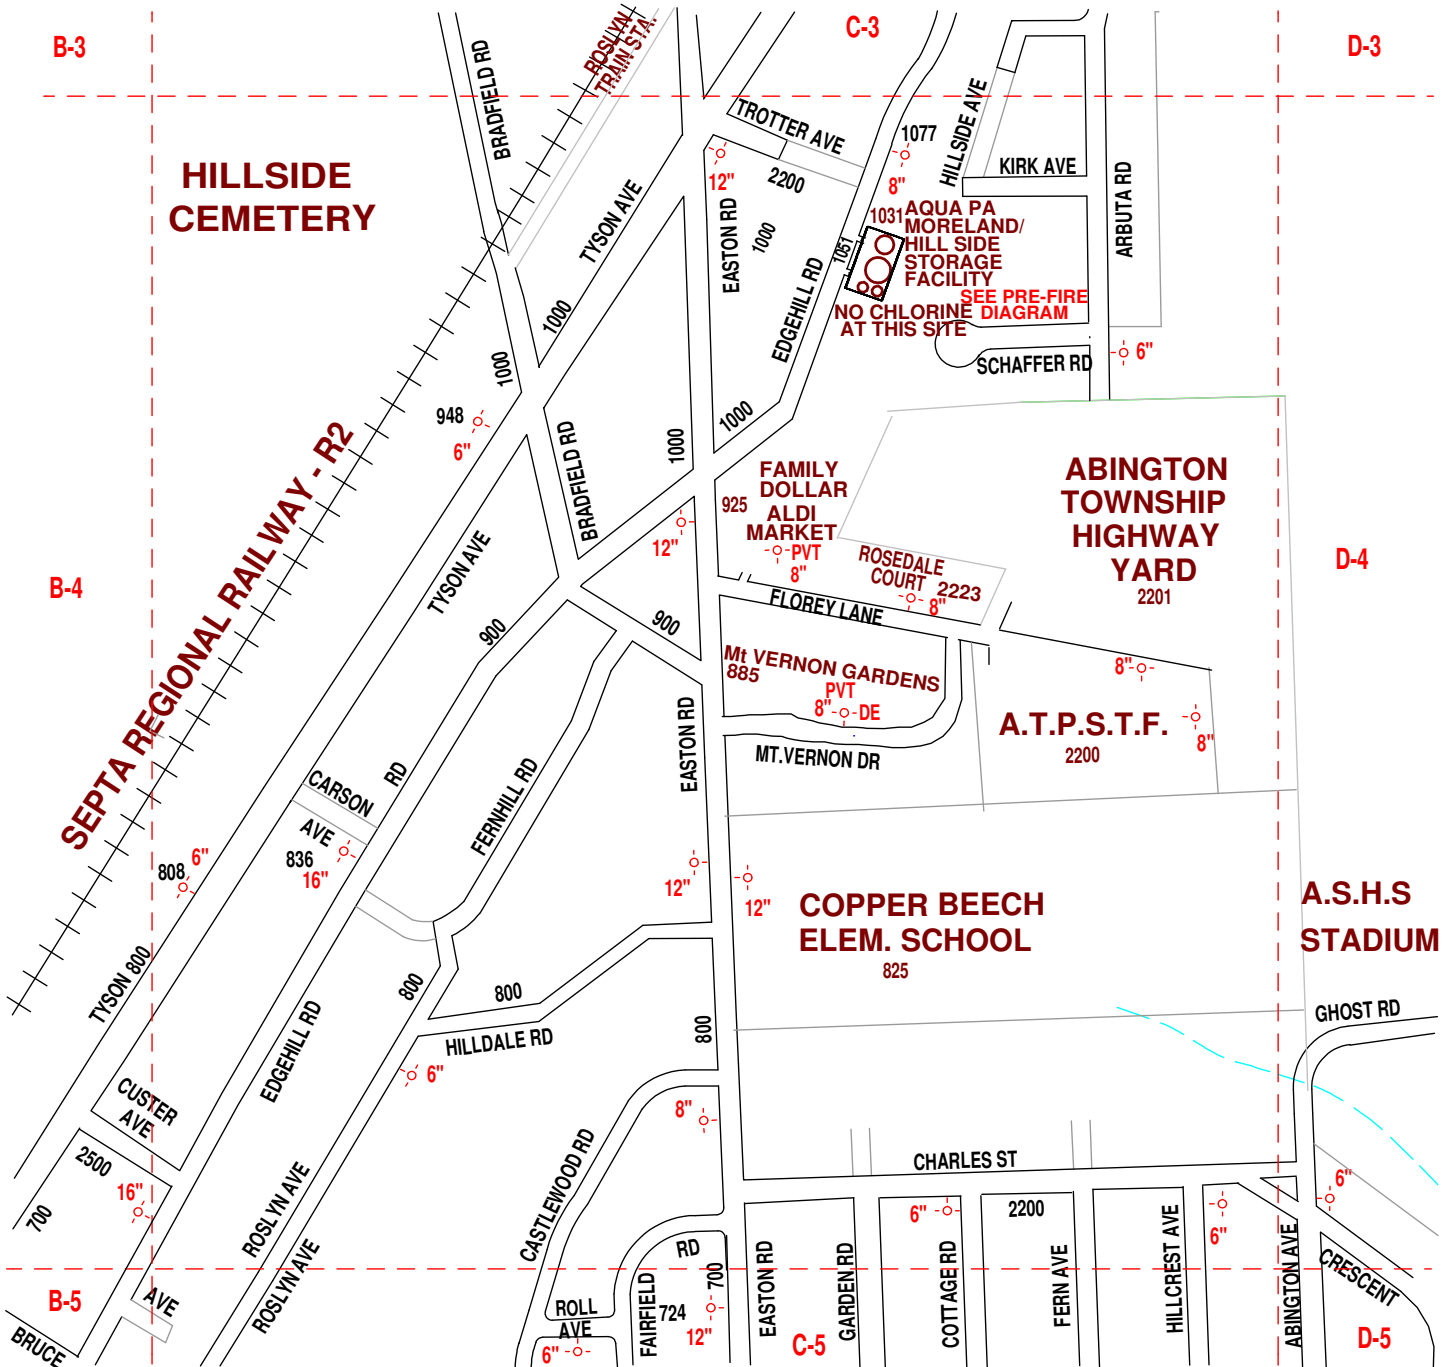 B-3
C-3
D-3
ROSLYN
TRAIN STA.
BRADFIELD RD
HILLSIDE
CEMETERY
TROTTER AVE
1077
8"
HILLSIDE AVE
KIRK AVE
ARBUTA RD
12"
2200
TYSON AVE
EASTON RD
1000
1031
AQUA PA
MORELAND/
HILL SIDE
STORAGE
FACILITY
1051
EDGEHILL RD
NO CHLORINE
AT THIS SITE
SEE PRE-FIRE
DIAGRAM
SCHAFFER RD
6"
1000
1000
948
6"
1000
1000
BRADFIELD RD
SEPTA REGIONAL RAILWAY - R2
FAMILY
DOLLAR
925
ALDI
MARKET
PVT
8"
12"
ABINGTON
TOWNSHIP
HIGHWAY
YARD
2201
ROSEDALE
COURT 2223
8"
FLOREY LANE
B-4
D-4
TYSON AVE
900
900
Mt VERNON GARDENS
885
PVT
8"
DE
MT.VERNON DR
8"
A.T.P.S.T.F.
2200
8"
EASTON RD
CARSON
AVE
RD
FERNHILL RD
836
16"
808
6"
12"
12"
COPPER BEECH
ELEM. SCHOOL
825
A.S.H.S
STADIUM
TYSON 800
800
800
HILLDALE RD
6"
800
GHOST RD
EDGEHILL RD
CUSTER
AVE
2500
16"
700
8"
CASTLEWOOD RD
CHARLES ST
6"
2200
6"
6"
ROSLYN AVE
ROSLYN AVE
RD
FAIRFIELD
700
724
12"
EASTON RD
GARDEN RD
COTTAGE RD
FERN AVE
HILLCREST AVE
ABINGTON AVE
CRESCENT
B-5
AVE
BRUCE
ROLL
AVE
6"
C-5
D-5